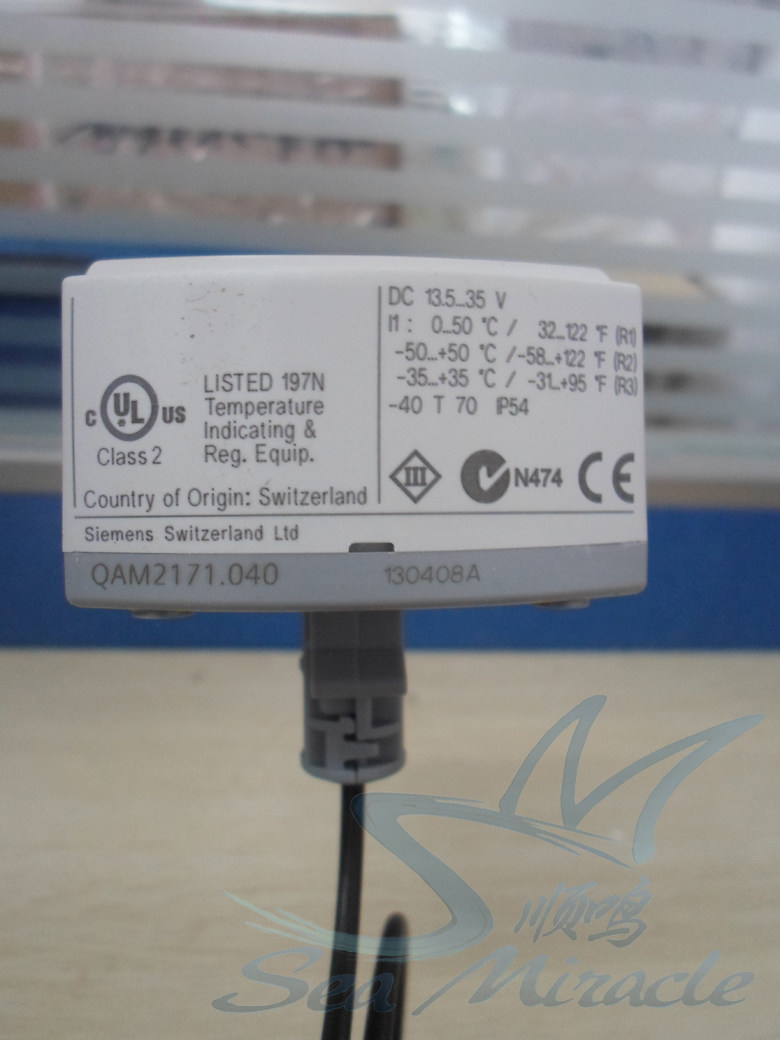 DC 13.5...35 V
I1 : 0...50 °C / 32...122 °F (R1)
-50...+50 °C /-58...+122 °F (R2)
-35...+35 °C / -31...+95 °F (R3)
-40 T 70 IP54
C UL US
Class 2
LISTED 197N
Temperature
Indicating &
Reg. Equip.
III
N474
CE
Country of Origin: Switzerland
Siemens Switzerland Ltd
QAM2171.040
130408A
顺鸣
Sea Miracle